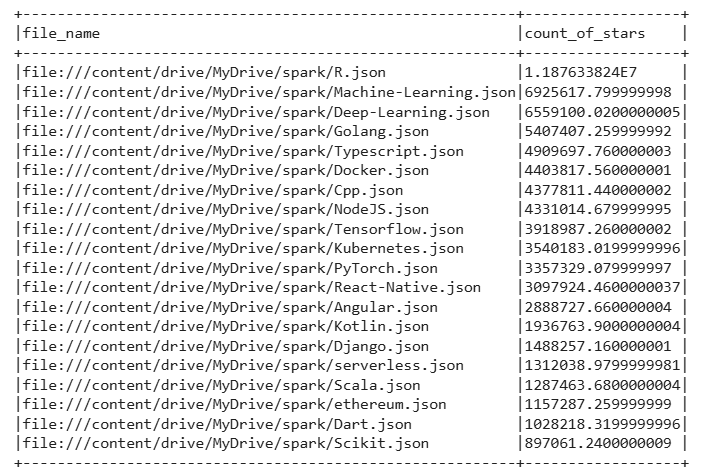 +---------------------------------------------------+-----------------+
|file_name                                          |count_of_stars   |
+---------------------------------------------------+-----------------+
|file:///content/drive/MyDrive/spark/R.json         |1.187633824E7    |
|file:///content/drive/MyDrive/spark/Machine-Learning.json|6925617.799999998 |
|file:///content/drive/MyDrive/spark/Deep-Learning.json   |6559100.0200000005|
|file:///content/drive/MyDrive/spark/Golang.json          |5407407.259999992 |
|file:///content/drive/MyDrive/spark/Typescript.json      |4909697.760000003 |
|file:///content/drive/MyDrive/spark/Docker.json          |4403817.560000001 |
|file:///content/drive/MyDrive/spark/Cpp.json             |4377811.440000002 |
|file:///content/drive/MyDrive/spark/NodeJS.json          |4331014.679999995 |
|file:///content/drive/MyDrive/spark/Tensorflow.json      |3918987.260000002 |
|file:///content/drive/MyDrive/spark/Kubernetes.json      |3540183.0199999996|
|file:///content/drive/MyDrive/spark/PyTorch.json         |3357329.079999997 |
|file:///content/drive/MyDrive/spark/React-Native.json    |3097924.4600000037|
|file:///content/drive/MyDrive/spark/Angular.json         |2888727.660000004 |
|file:///content/drive/MyDrive/spark/Kotlin.json          |1936763.9000000004|
|file:///content/drive/MyDrive/spark/Django.json          |1488257.160000001 |
|file:///content/drive/MyDrive/spark/serverless.json      |1312038.9799999981|
|file:///content/drive/MyDrive/spark/Scala.json           |1287463.6800000004|
|file:///content/drive/MyDrive/spark/ethereum.json        |1157287.259999999 |
|file:///content/drive/MyDrive/spark/Dart.json            |1028218.3199999996|
|file:///content/drive/MyDrive/spark/Scikit.json          |897061.2400000009 |
+---------------------------------------------------+-----------------+